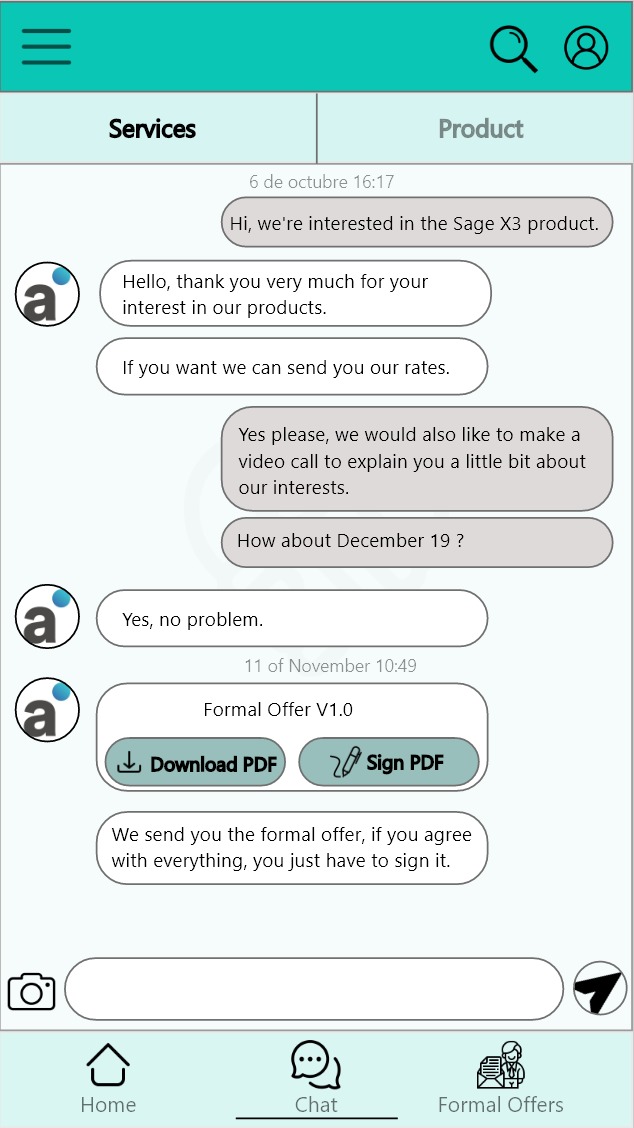 Services
Product
6 de octubre 16:17
Hi, we're interested in the Sage X3 product.
a
Hello, thank you very much for your
interest in our products.
If you want we can send you our rates.
Yes please, we would also like to make a
video call to explain you a little bit about
our interests.
How about December 19 ?
a
Yes, no problem.
11 of November 10:49
a
Formal Offer V1.0
Download PDF
Sign PDF
We send you the formal offer, if you agree
with everything, you just have to sign it.
Home
Chat
Formal Offers